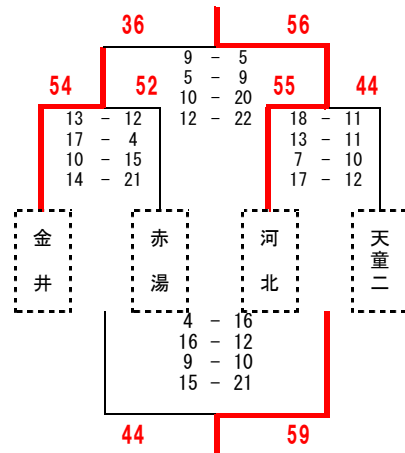 36 56
9 － 5
5 － 9
10 － 20
12 － 22
54 52 55 44
13 － 12
17 － 4
10 － 15
14 － 21
18 － 11
13 － 11
7 － 10
17 － 12
金井
赤湯
河北
天童二
4 － 16
16 － 12
9 － 10
15 － 21
44 59